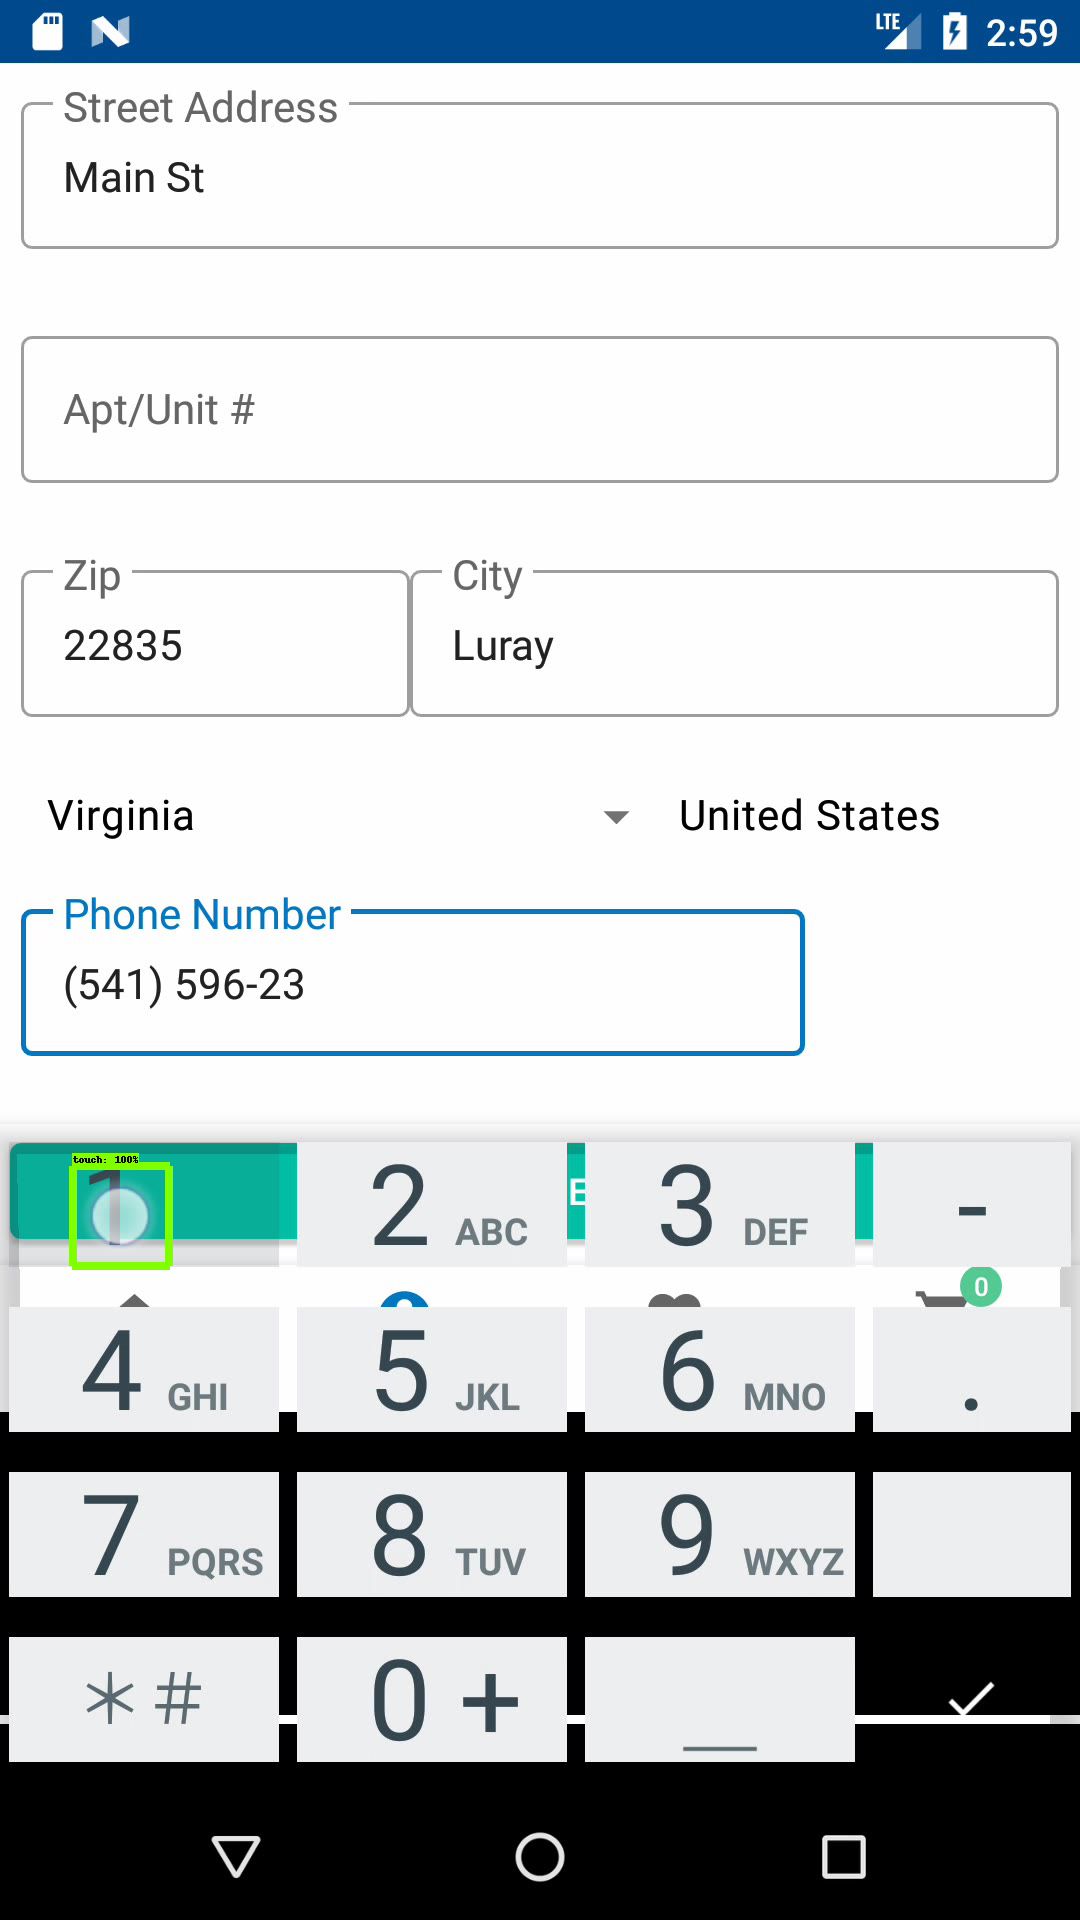 LTE 2:59
Street Address
Main St
Apt/Unit #
Zip City
22835 Luray
Virginia United States
Phone Number
(541) 596-23
touch: 100%
1 2 ABC E 3 DEF -
0
4 GHI 5 JKL 6 MNO .
7 PQRS 8 TUV 9 WXYZ
*# 0 +